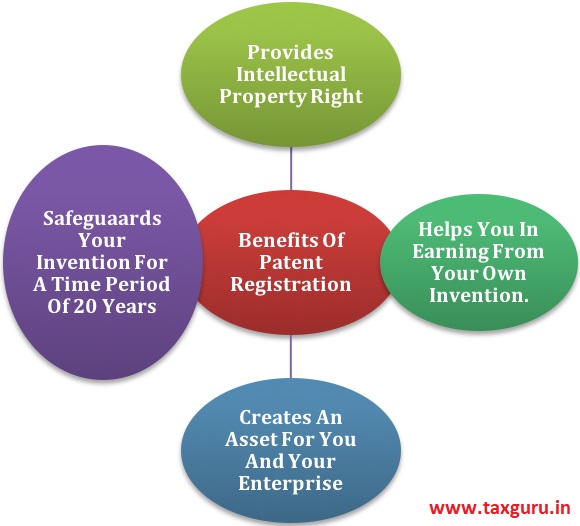 Provides
Intellectual
Property Right
Safeguaards
Your
Invention For
A Time Period
Of 20 Years
Benefits Of
Patent
Registration
Helps You In
Earning From
Your Own
Invention.
Creates An
Asset For You
And Your
Enterprise
www.taxguru.in